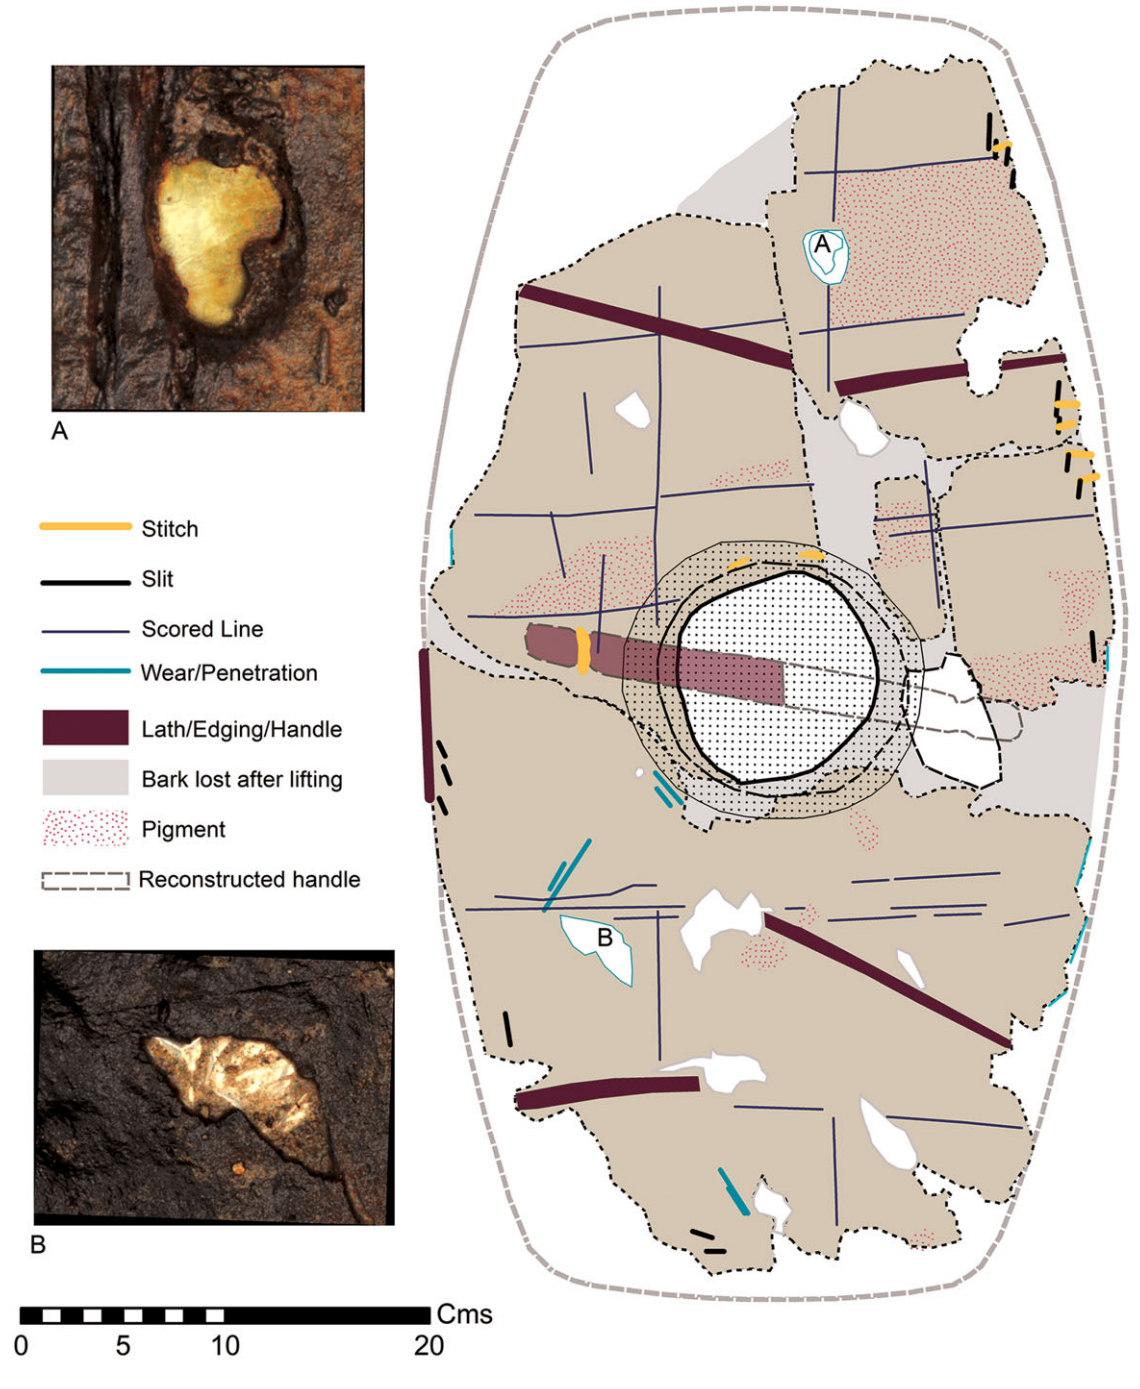 A
A
Stitch
Slit
Scored Line
Wear/Penetration
Lath/Edging/Handle
Bark lost after lifting
Pigment
Reconstructed handle
B
B
Cms
0 5 10 20